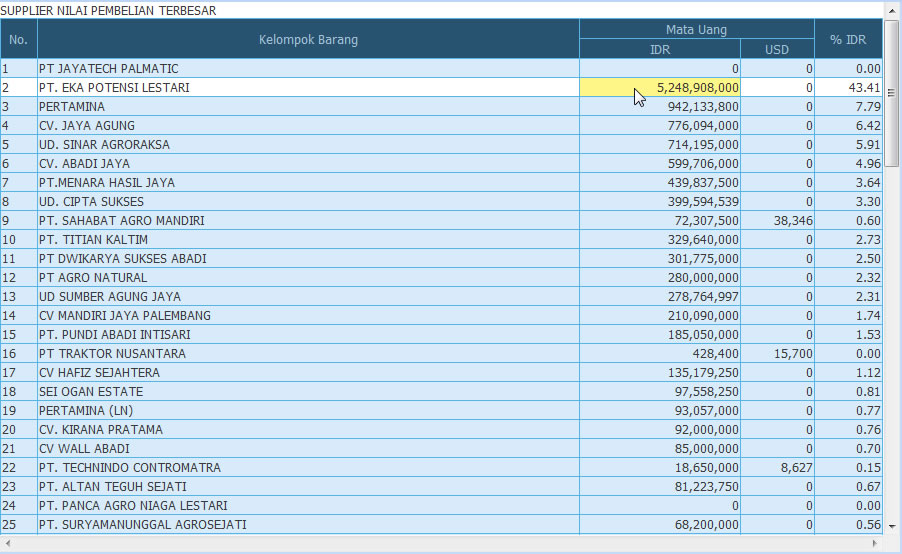 SUPPLIER NILAI PEMBELIAN TERBESAR
No. Kelompok Barang Mata Uang % IDR
IDR USD
1 PT JAYATECH PALMATIC 0 0 0.00
2 PT. EKA POTENSI LESTARI 5,248,908,000 0 43.41
3 PERTAMINA 942,133,800 0 7.79
4 CV. JAYA AGUNG 776,094,000 0 6.42
5 UD. SINAR AGRORAKSA 714,195,000 0 5.91
6 CV. ABADI JAYA 599,706,000 0 4.96
7 PT.MENARA HASIL JAYA 439,837,500 0 3.64
8 UD. CIPTA SUKSES 399,594,539 0 3.30
9 PT. SAHABAT AGRO MANDIRI 72,307,500 38,346 0.60
10 PT. TITIAN KALTIM 329,640,000 0 2.73
11 PT DWIKARYA SUKSES ABADI 301,775,000 0 2.50
12 PT AGRO NATURAL 280,000,000 0 2.32
13 UD SUMBER AGUNG JAYA 278,764,997 0 2.31
14 CV MANDIRI JAYA PALEMBANG 210,090,000 0 1.74
15 PT. PUNDI ABADI INTISARI 185,050,000 0 1.53
16 PT TRAKTOR NUSANTARA 428,400 15,700 0.00
17 CV HAFIZ SEJAHTERA 135,179,250 0 1.12
18 SEI OGAN ESTATE 97,558,250 0 0.81
19 PERTAMINA (LN) 93,057,000 0 0.77
20 CV. KIRANA PRATAMA 92,000,000 0 0.76
21 CV WALL ABADI 85,000,000 0 0.70
22 PT. TECHNINDO CONTROMATRA 18,650,000 8,627 0.15
23 PT. ALTAN TEGUH SEJATI 81,223,750 0 0.67
24 PT. PANCA AGRO NIAGA LESTARI 0 0 0.00
25 PT. SURYAMANUNGGAL AGROSEJATI 68,200,000 0 0.56